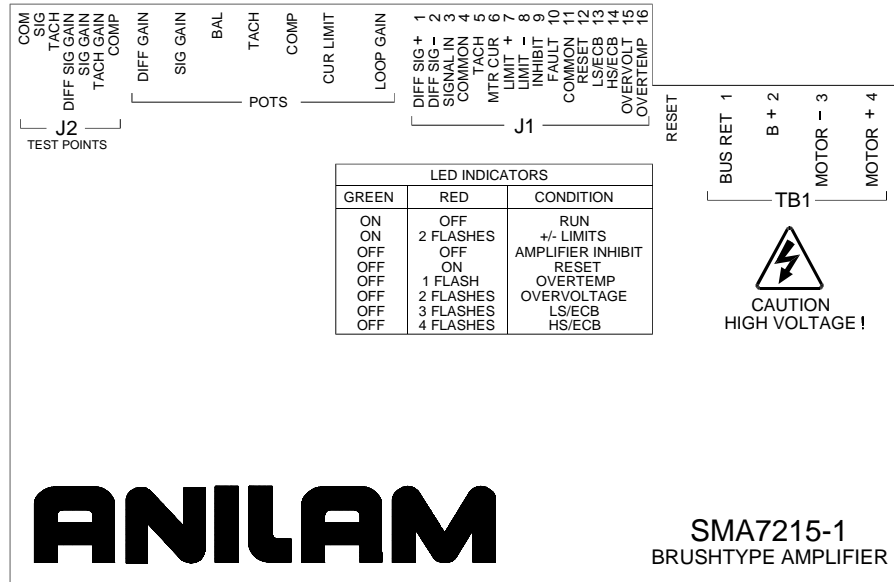 COM
SIG
TACH
DIFF SIG GAIN
SIG GAIN
TACH GAIN
COMP
J2
TEST POINTS
DIFF GAIN
SIG GAIN
BAL
TACH
COMP
CUR LIMIT
LOOP GAIN
POTS
DIFF SIG + 1
DIFF SIG - 2
SIGNAL IN 3
COMMON 4
TACH 5
MTR CUR 6
LIMIT + 7
LIMIT - 8
INHIBIT 9
FAULT 10
COMMON 11
RESET 12
LS/ECB 13
HS/ECB 14
OVERVOLT 15
OVERTEMP 16
J1
RESET
BUS RET 1
B + 2
MOTOR - 3
MOTOR + 4
TB1
LED INDICATORS
GREEN RED CONDITION
ON OFF RUN
ON 2 FLASHES +/- LIMITS
OFF OFF AMPLIFIER INHIBIT
OFF ON RESET
OFF 1 FLASH OVERTEMP
OFF 2 FLASHES OVERVOLTAGE
OFF 3 FLASHES LS/ECB
OFF 4 FLASHES HS/ECB
CAUTION
HIGH VOLTAGE !
ANILAM
SMA7215-1
BRUSHTYPE AMPLIFIER